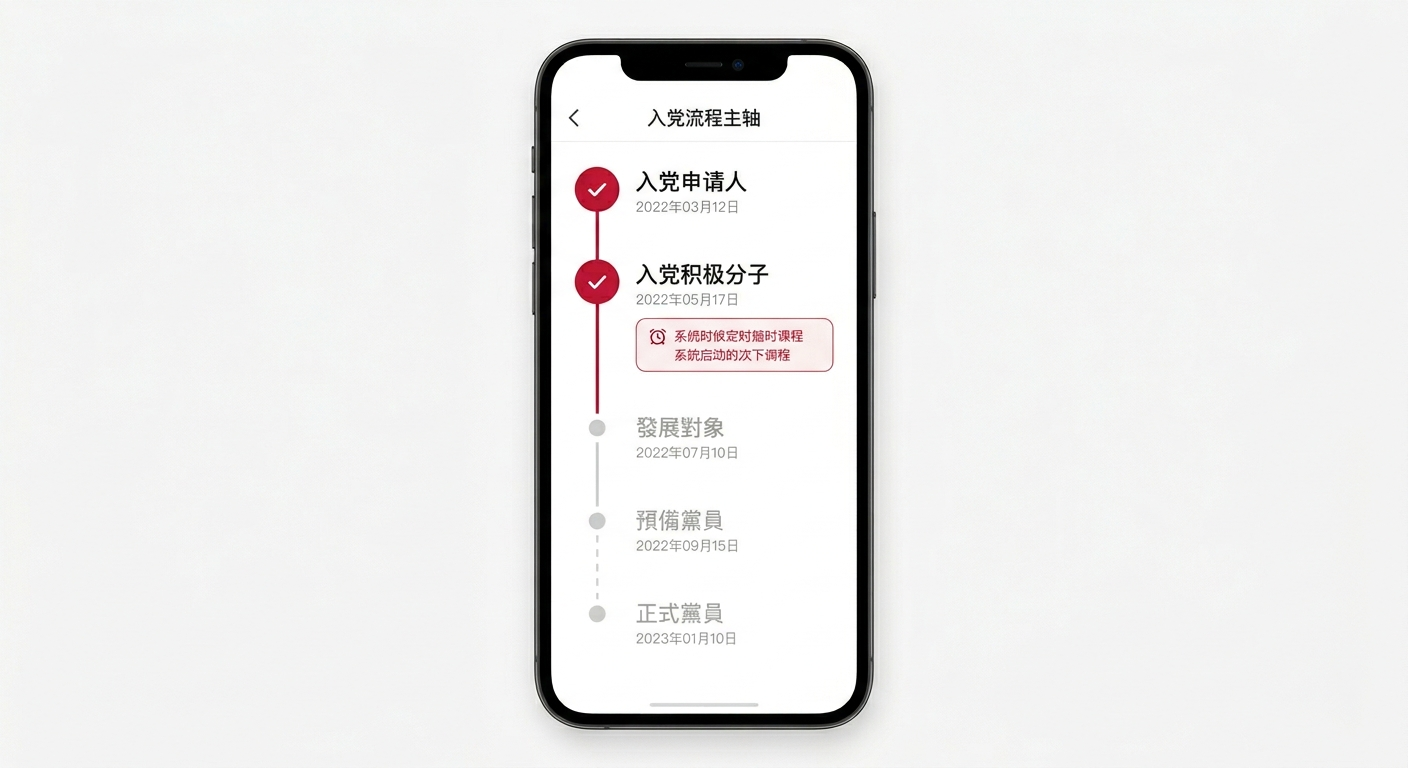 入党流程主轴
入党申请人
2022年03月12日
入党积极分子
2022年05月17日
系统时候定时随时课程
系统启动的次下调程
發展對象
2022年07月10日
預備黨員
2022年09月15日
正式黨員
2023年01月10日